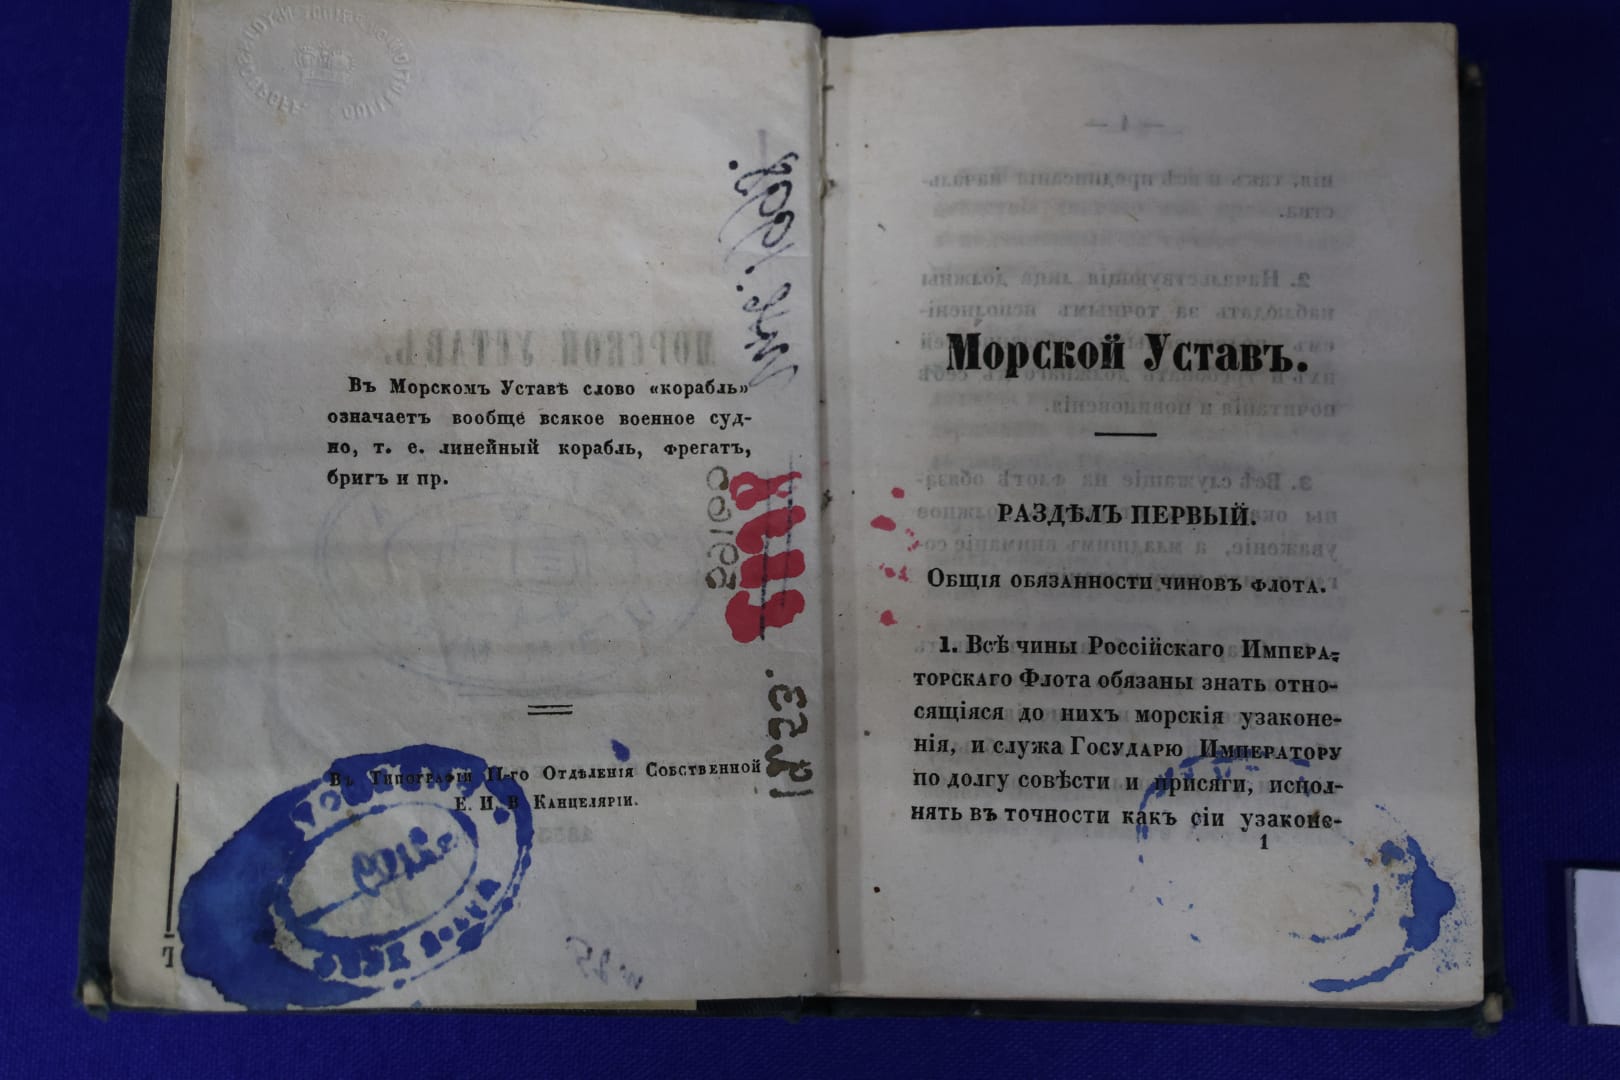 Въ Морскомъ Уставѣ слово «корабль»
означаетъ вообще всякое военное суд-
но, т. е. линейный корабль, фрегатъ,
бригъ и пр.
Въ Типографіи II-го Отдѣленія Собственной
Е. И. В. Канцеляріи.
Морской Уставъ.
РАЗДѢЛЪ ПЕРВЫЙ.
Общія обязанности чиновъ флота.
1. Всѣ чины Россійскаго Импера-
торскаго Флота обязаны знать отно-
сящіяся до нихъ морскія узаконе-
нія, и служа Государю Императору
по долгу совѣсти и присяги, испол-
нять въ точности какъ сіи узаконе-
1